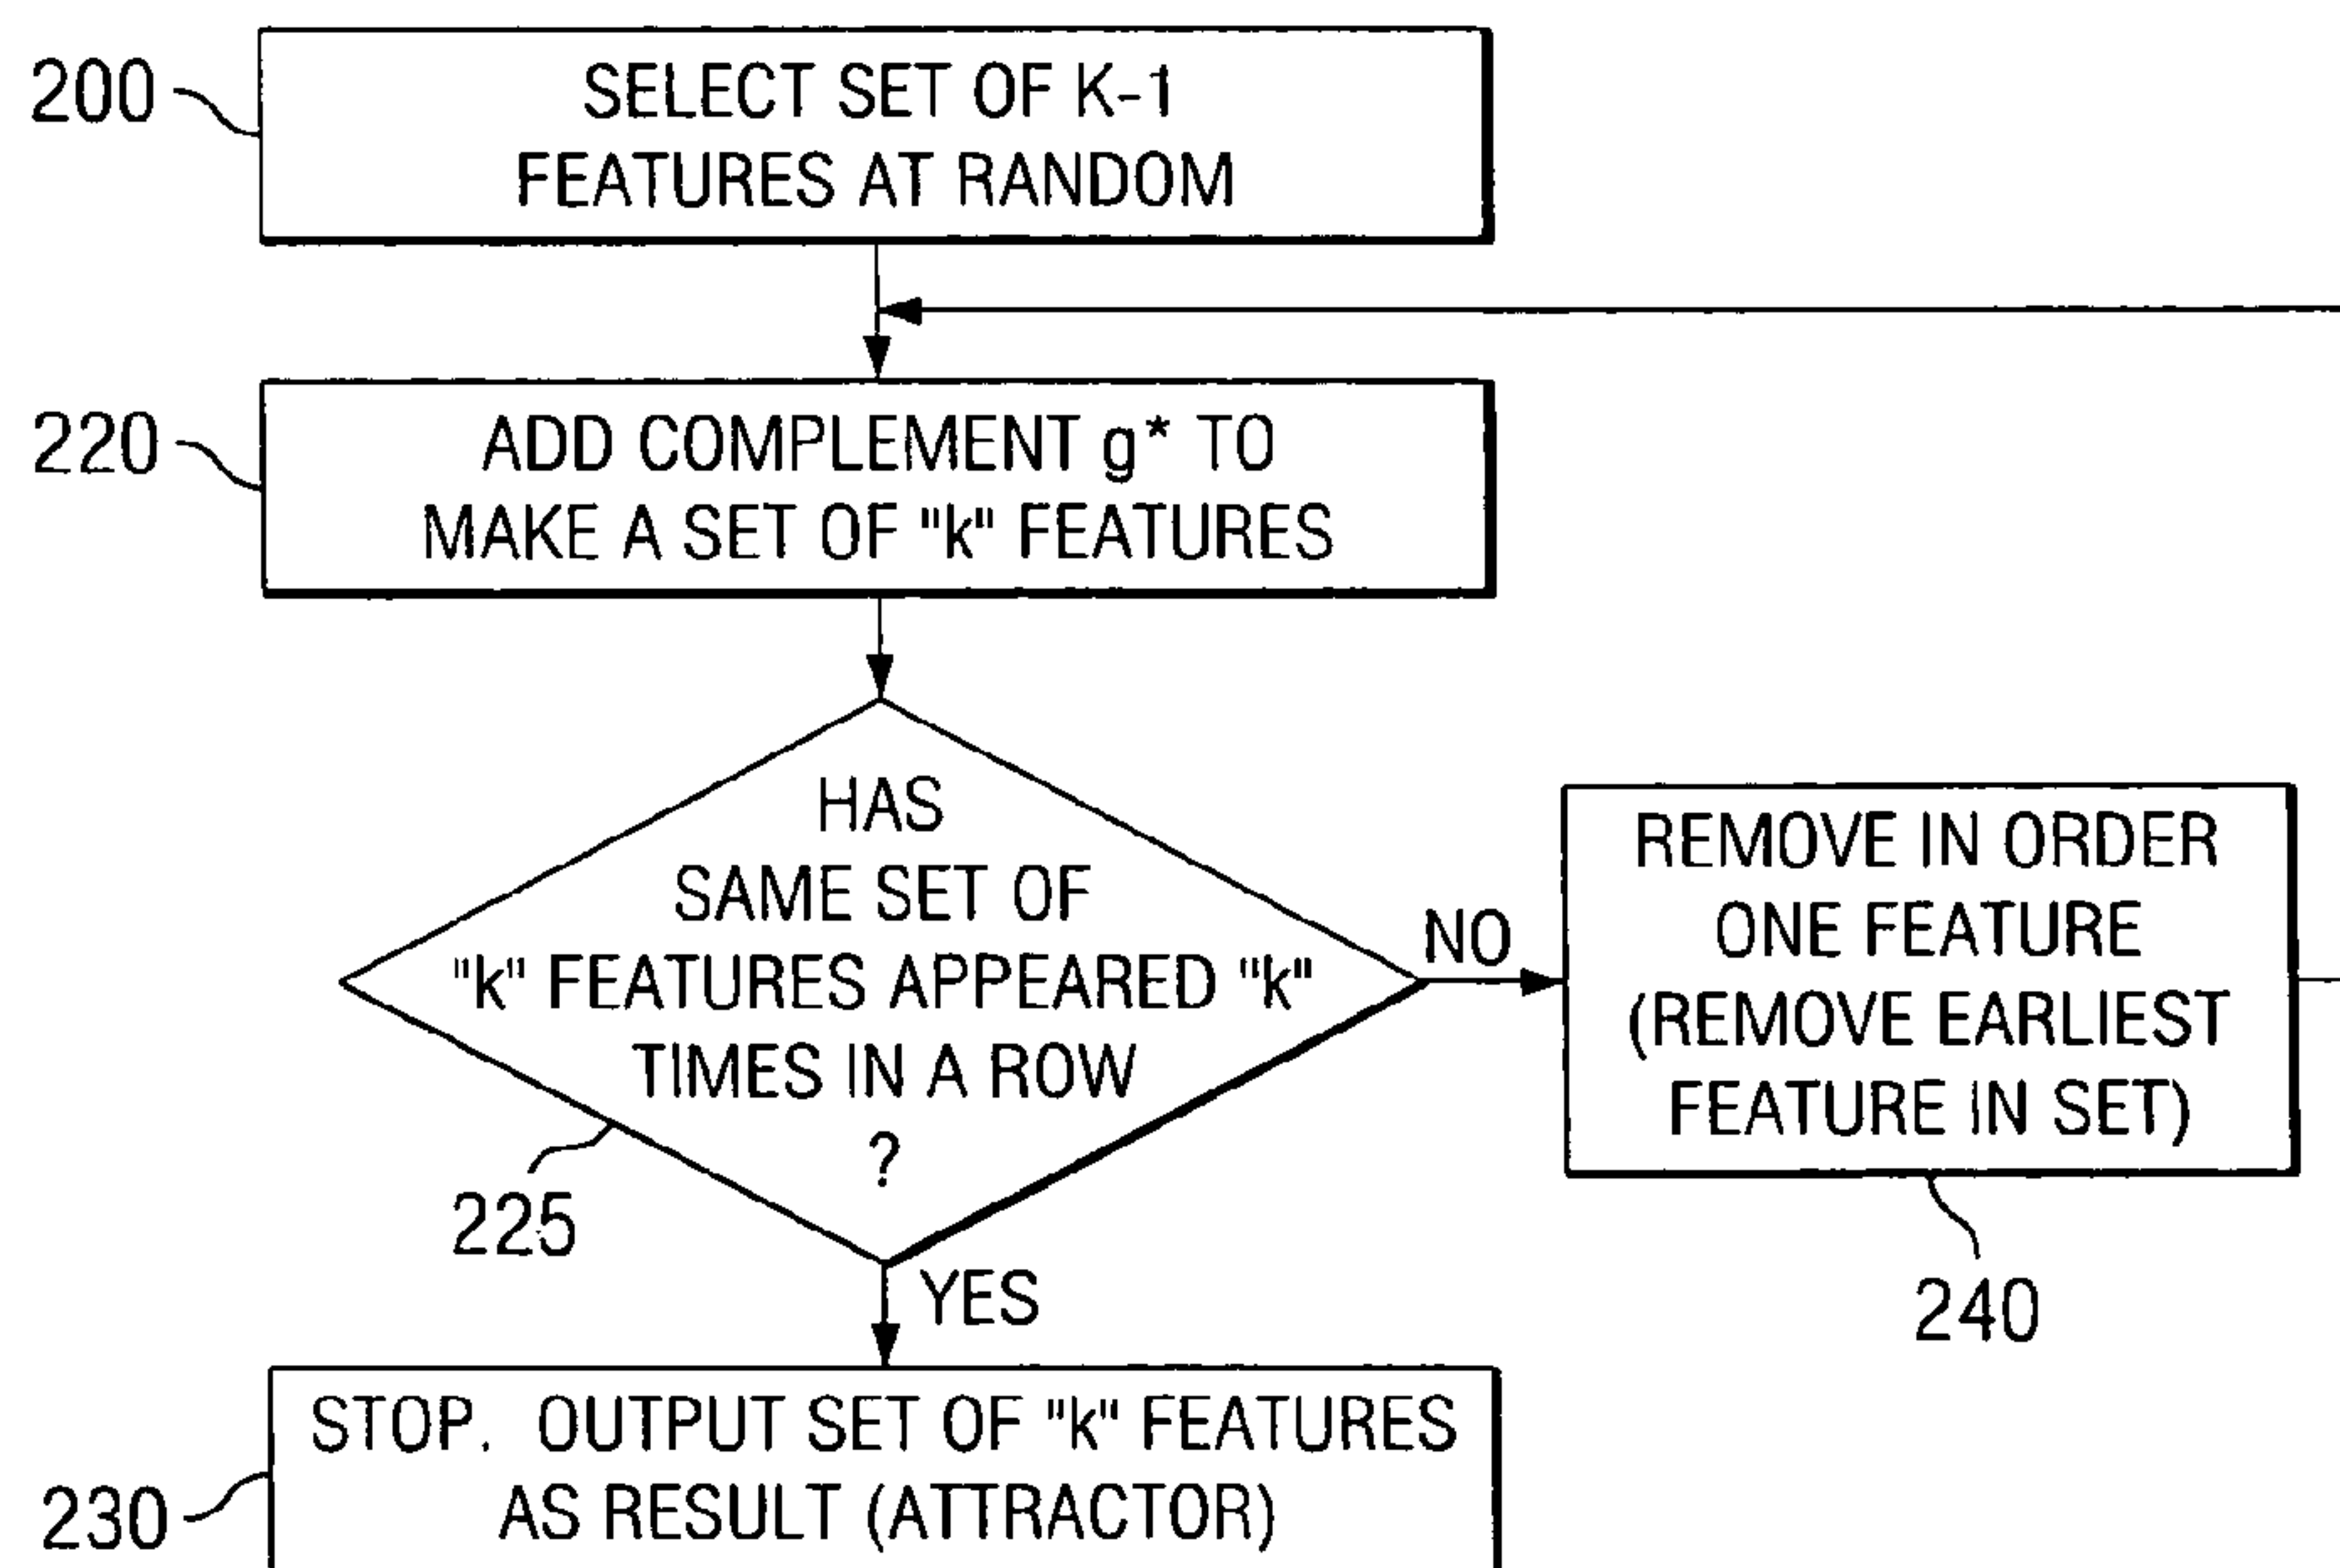 200
SELECT SET OF K-1
FEATURES AT RANDOM
220
ADD COMPLEMENT g* TO
MAKE A SET OF "k" FEATURES
HAS
SAME SET OF
"k" FEATURES APPEARED "k"
TIMES IN A ROW
?
225
NO
REMOVE IN ORDER
ONE FEATURE
(REMOVE EARLIEST
FEATURE IN SET)
240
YES
230
STOP. OUTPUT SET OF "k" FEATURES
AS RESULT (ATTRACTOR)